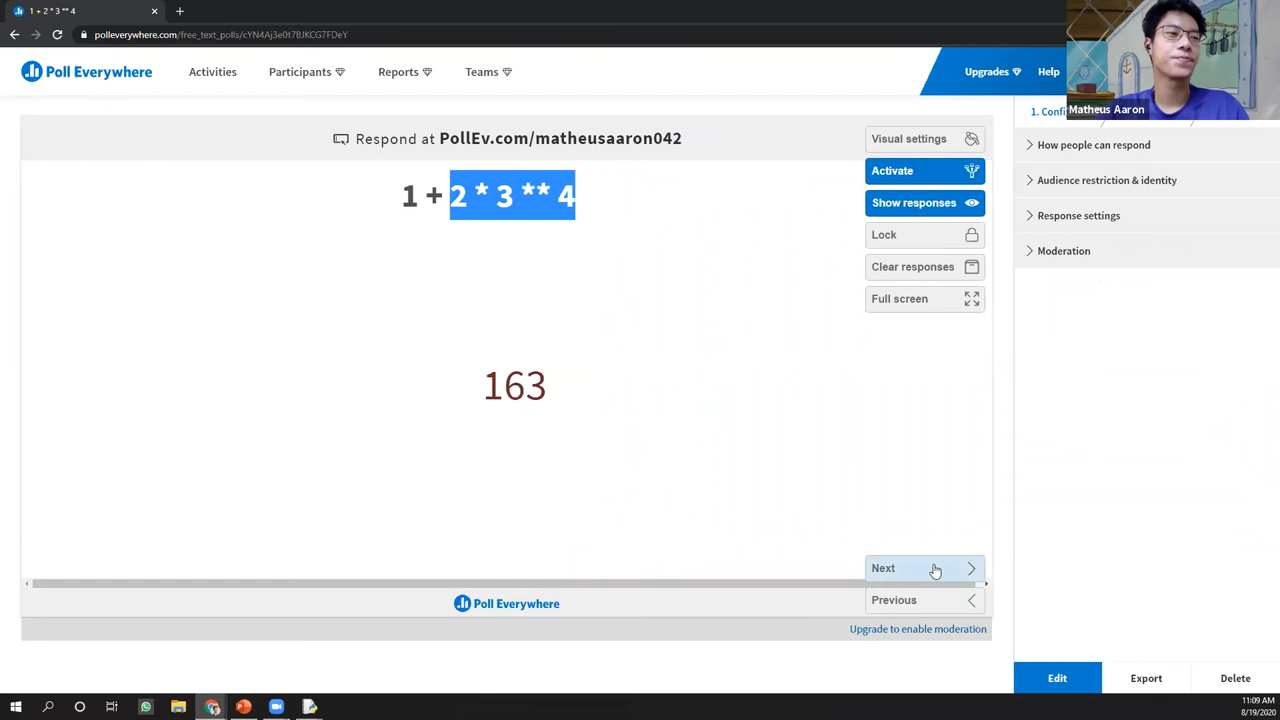 1 + 2 * 3 ** 4
polleverywhere.com/free_text_polls/cYN4Aj3e0t7BJKCG7FDeY
Poll Everywhere
Activities
Participants
Reports
Teams
Upgrades
Help
Matheus Aaron
Respond at PollEv.com/matheusaaron042
1 + 2 * 3 ** 4
163
Visual settings
Activate
Show responses
Lock
Clear responses
Full screen
Next
Previous
Poll Everywhere
Upgrade to enable moderation
How people can respond
Audience restriction & identity
Response settings
Moderation
Edit
Export
Delete
11:09 AM
8/19/2020